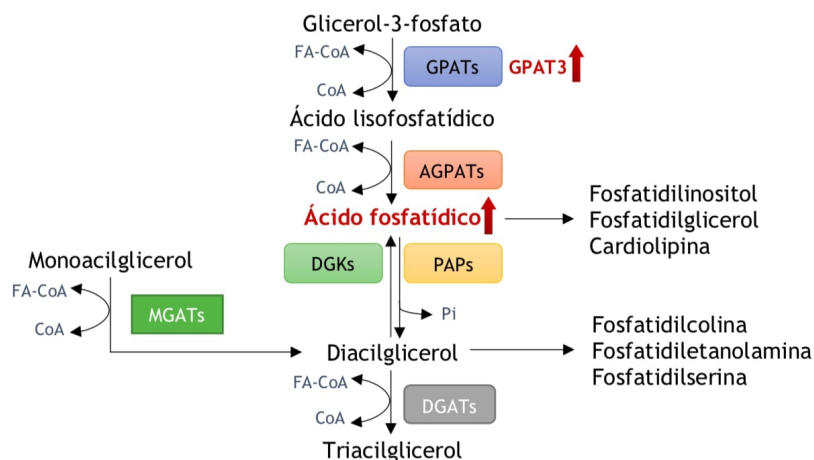 Glicerol-3-fosfato
FA-CoA
GPATs
GPAT3
CoA
Ácido lisofosfatídico
FA-CoA
AGPATs
CoA
Ácido fosfatídico
Fosfatidilinositol
Fosfatidilglicerol
Cardiolipina
DGKs
PAPs
Monoacilglicerol
FA-CoA
MGATs
CoA
Pi
Diacilglicerol
Fosfatidilcolina
Fosfatidiletanolamina
Fosfatidilserina
FA-CoA
DGATs
CoA
Triacilglicerol